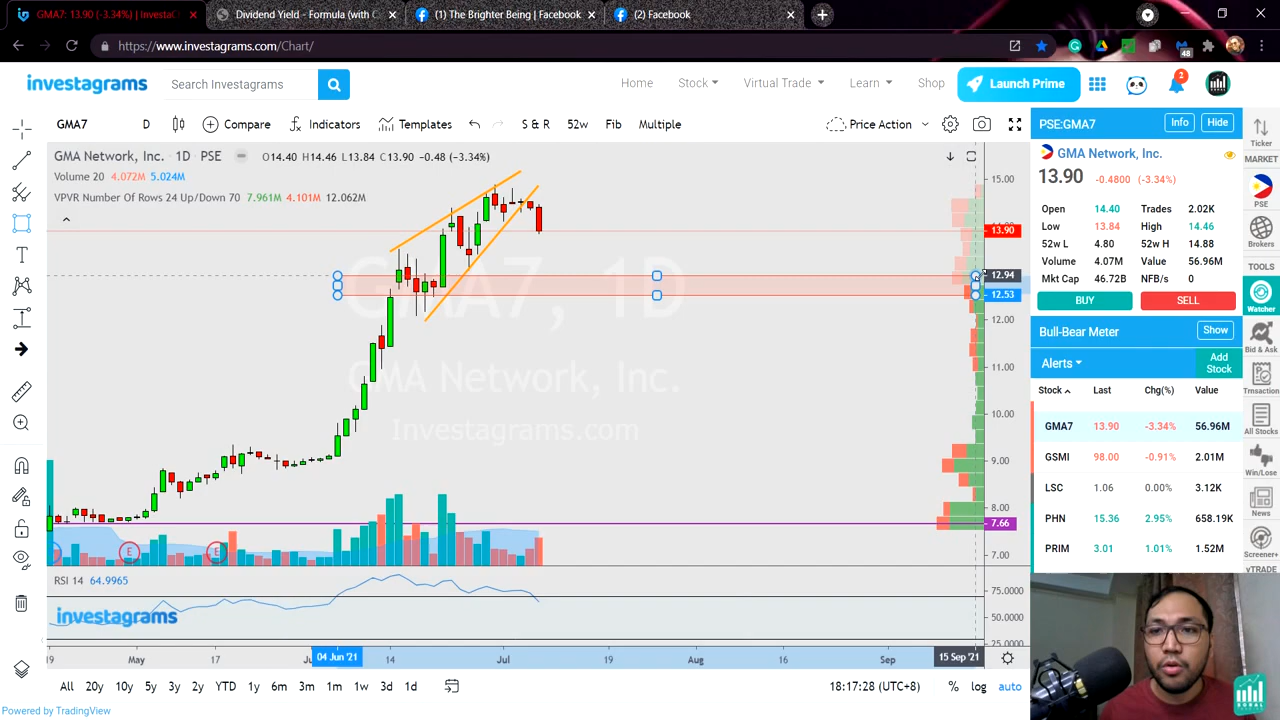 GMA7: 13.90 (-3.34%) | Investa
Dividend Yield - Formula (with C
(1) The Brighter Being | Facebook
(2) Facebook
https://www.investagrams.com/Chart/
48
investagrams
Search Investagrams
Home
Stock
Virtual Trade
Learn
Shop
Launch Prime
2
GMA7
D
Compare
Indicators
Templates
S & R
52w
Fib
Multiple
Price Action
GMA Network, Inc. 1D PSE
O14.40 H14.46 L13.84 C13.90 -0.48 (-3.34%)
Volume 20 4.072M 5.024M
VPVR Number Of Rows 24 Up/Down 70 7.961M 4.101M 12.062M
GMA7, 1D
GMA Network, Inc.
Investagrams.com
15.00
13.90
12.94
12.53
12.00
11.00
10.00
9.00
8.00
7.66
7.00
E
E
RSI 14 64.9965
investagrams
75.0000
50.0000
25.0000
19
May
17
04 Jun '21
14
Jul
16
Aug
16
Sep
15 Sep '21
All
20y
10y
5y
3y
2y
YTD
1y
6m
3m
1m
1w
3d
1d
%
log
auto
Powered by TradingView
PSE:GMA7
Info
Hide
GMA Network, Inc.
13.90
-0.4800 (-3.34%)
Open 14.40 Trades 2.02K
Low 13.84 High 14.46
52w L 4.80 52w H 14.88
Volume 4.07M Value 56.96M
Mkt Cap 46.72B NFB/S 0
BUY
SELL
Bull-Bear Meter
Show
Alerts
Add
Stock
Stock Last Chg(%) Value
GMA7 13.90 -3.34% 56.96M
GSMI 98.00 -0.91% 2.01M
LSC 1.06 0.00% 3.12K
PHN 15.36 2.95% 658.19K
PRIM 3.01 1.01% 1.52M
Ticker
MARKET
PSE
Brokers
TOOLS
Watcher
Bid & Ask
Trnsaction
All Stocks
Win/Lose
News
Screener+
vTRADE